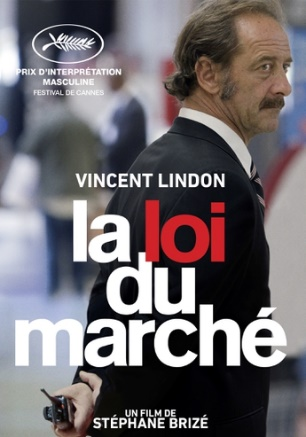 PRIX D'INTERPRÉTATION
MASCULINE
FESTIVAL DE CANNES
VINCENT LINDON
la loi
du
marché
UN FILM DE
STÉPHANE BRIZÉ